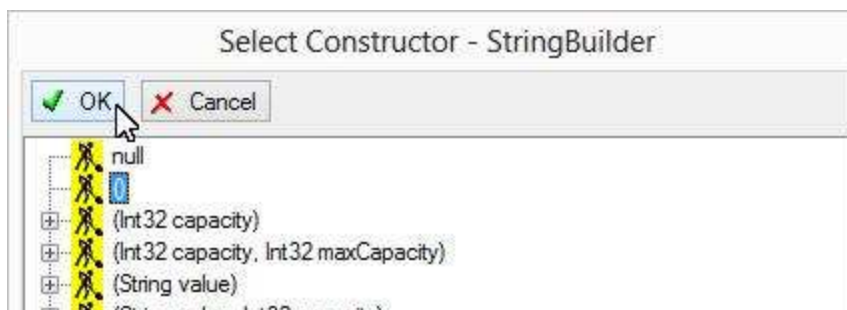 Select Constructor - StringBuilder
OK Cancel
null
()
(Int32 capacity)
(Int32 capacity, Int32 maxCapacity)
(String value)